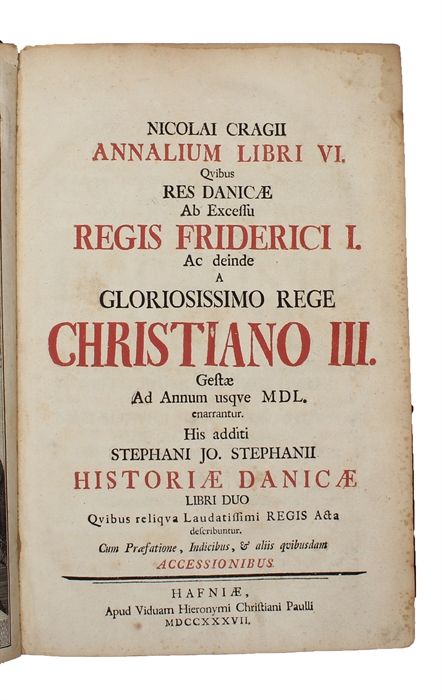 NICOLAI CRAGII
ANNALIUM LIBRI VI.
Qvibus
RES DANICÆ
Ab Exceſſu
REGIS FRIDERICI I.
Ac deinde
A
GLORIOSISSIMO REGE
CHRISTIANO III.
Geſtæ
Ad Annum usqve MDL.
enarrantur.
His additi
STEPHANI JO. STEPHANII
HISTORIÆ DANICÆ
LIBRI DUO
Qvibus reliqva Laudatiſſimi REGIS Acta
deſcribuntur.
Cum Præfatione, Indicibus, & aliis qvibusdam
ACCESSIONIBUS.
HAFNIÆ,
Apud Viduam Hieronymi Chriſtiani Paulli
MDCCXXXVII.